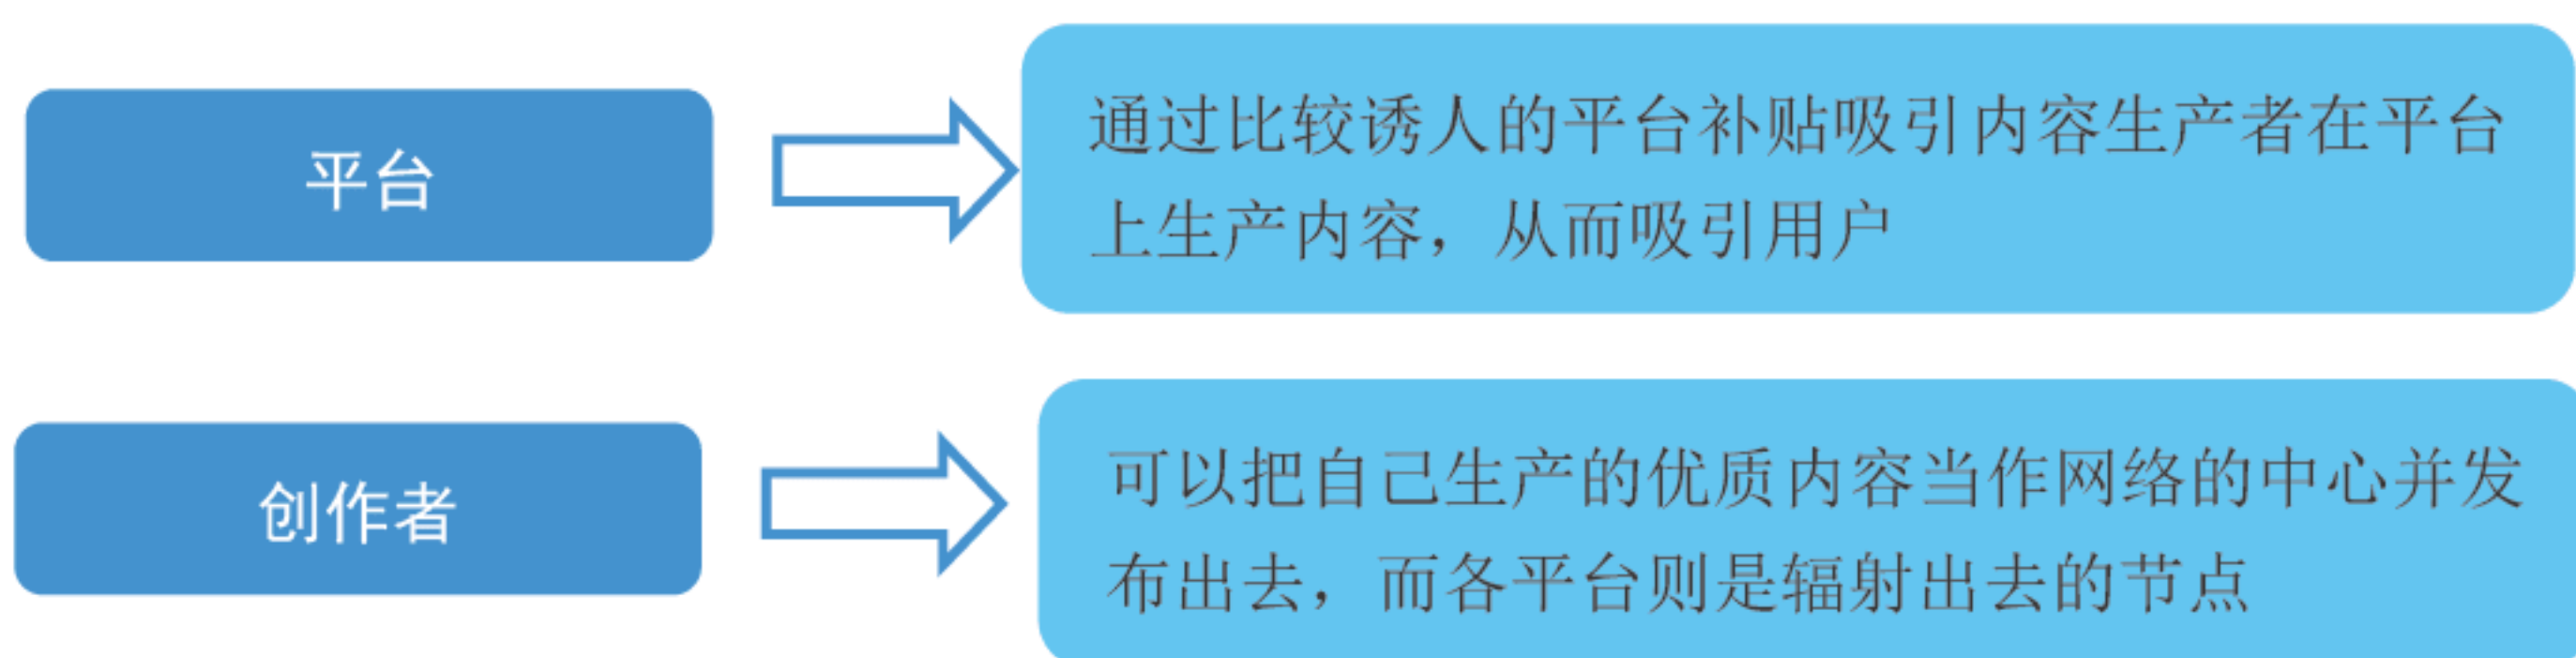 平台
通过比较诱人的平台补贴吸引内容生产者在平台
上生产内容，从而吸引用户
创作者
可以把自己生产的优质内容当作网络的中心并发
布出去，而各平台则是辐射出去的节点